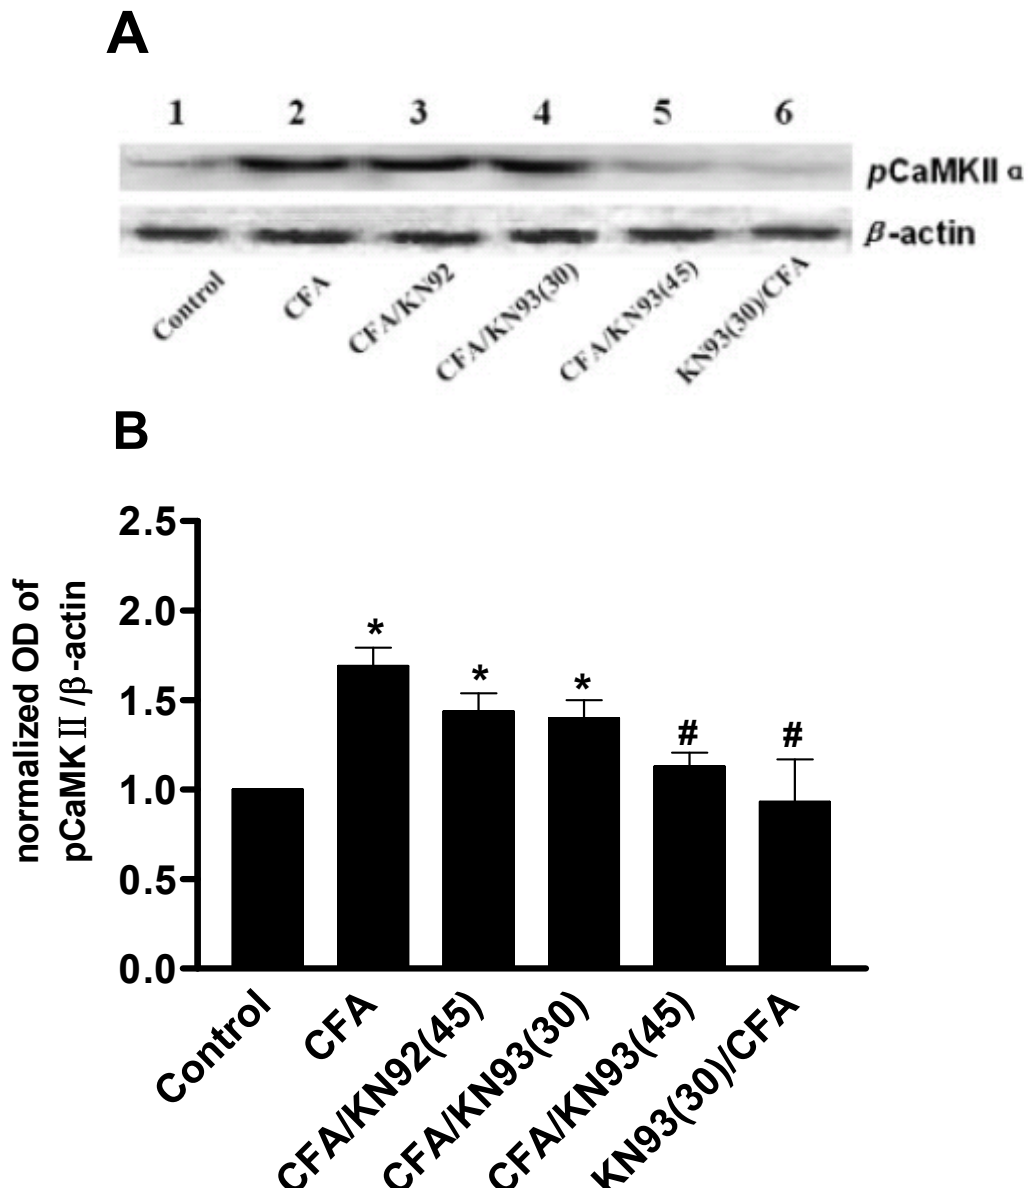 A
1 2 3 4 5 6
pCaMKII α
β-actin
Control CFA CFA/KN92 CFA/KN93(30) CFA/KN93(45) KN93(30)/CFA
B
normalized OD of
pCaMKⅡ/β-actin
2.5
2.0
1.5
1.0
0.5
0.0
* * * # #
Control CFA CFA/KN92(45) CFA/KN93(30) CFA/KN93(45) KN93(30)/CFA